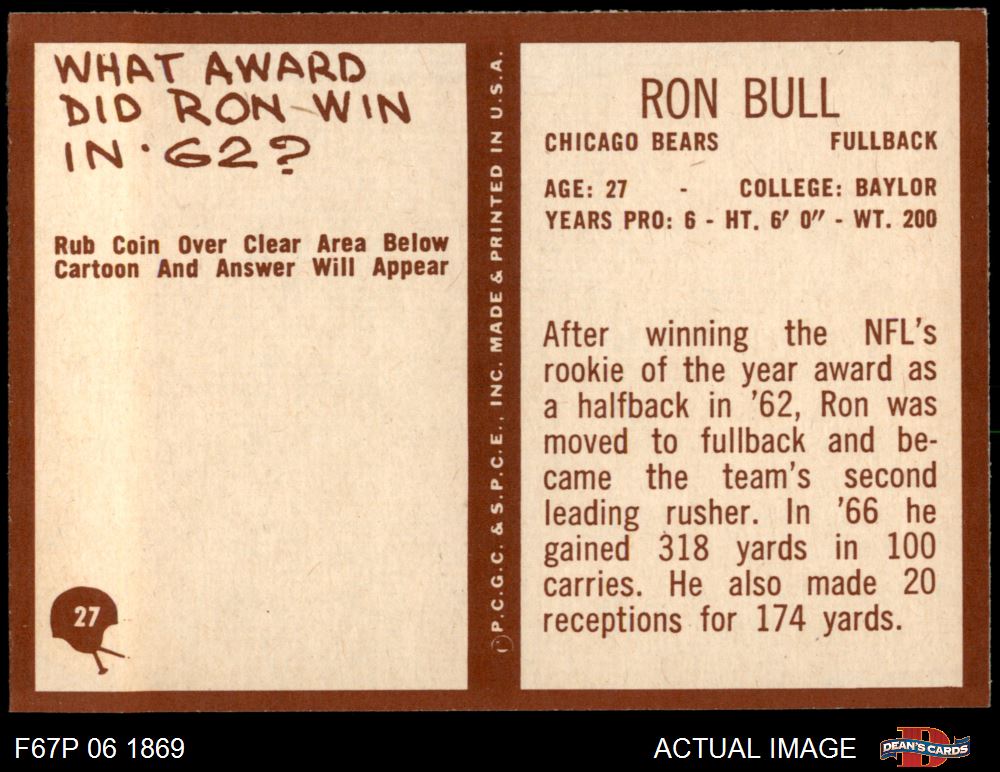 WHAT AWARD
DID RON WIN
IN '62?
Rub Coin Over Clear Area Below
Cartoon And Answer Will Appear
27
©P.C.G.C. & S.P.C.E., INC. MADE & PRINTED IN U.S.A.
RON BULL
CHICAGO BEARS FULLBACK
AGE: 27 - COLLEGE: BAYLOR
YEARS PRO: 6 - HT. 6' 0" - WT. 200
After winning the NFL's
rookie of the year award as
a halfback in '62, Ron was
moved to fullback and be-
came the team's second
leading rusher. In '66 he
gained 318 yards in 100
carries. He also made 20
receptions for 174 yards.
F67P 06 1869
ACTUAL IMAGE
D
DEAN'S CARDS